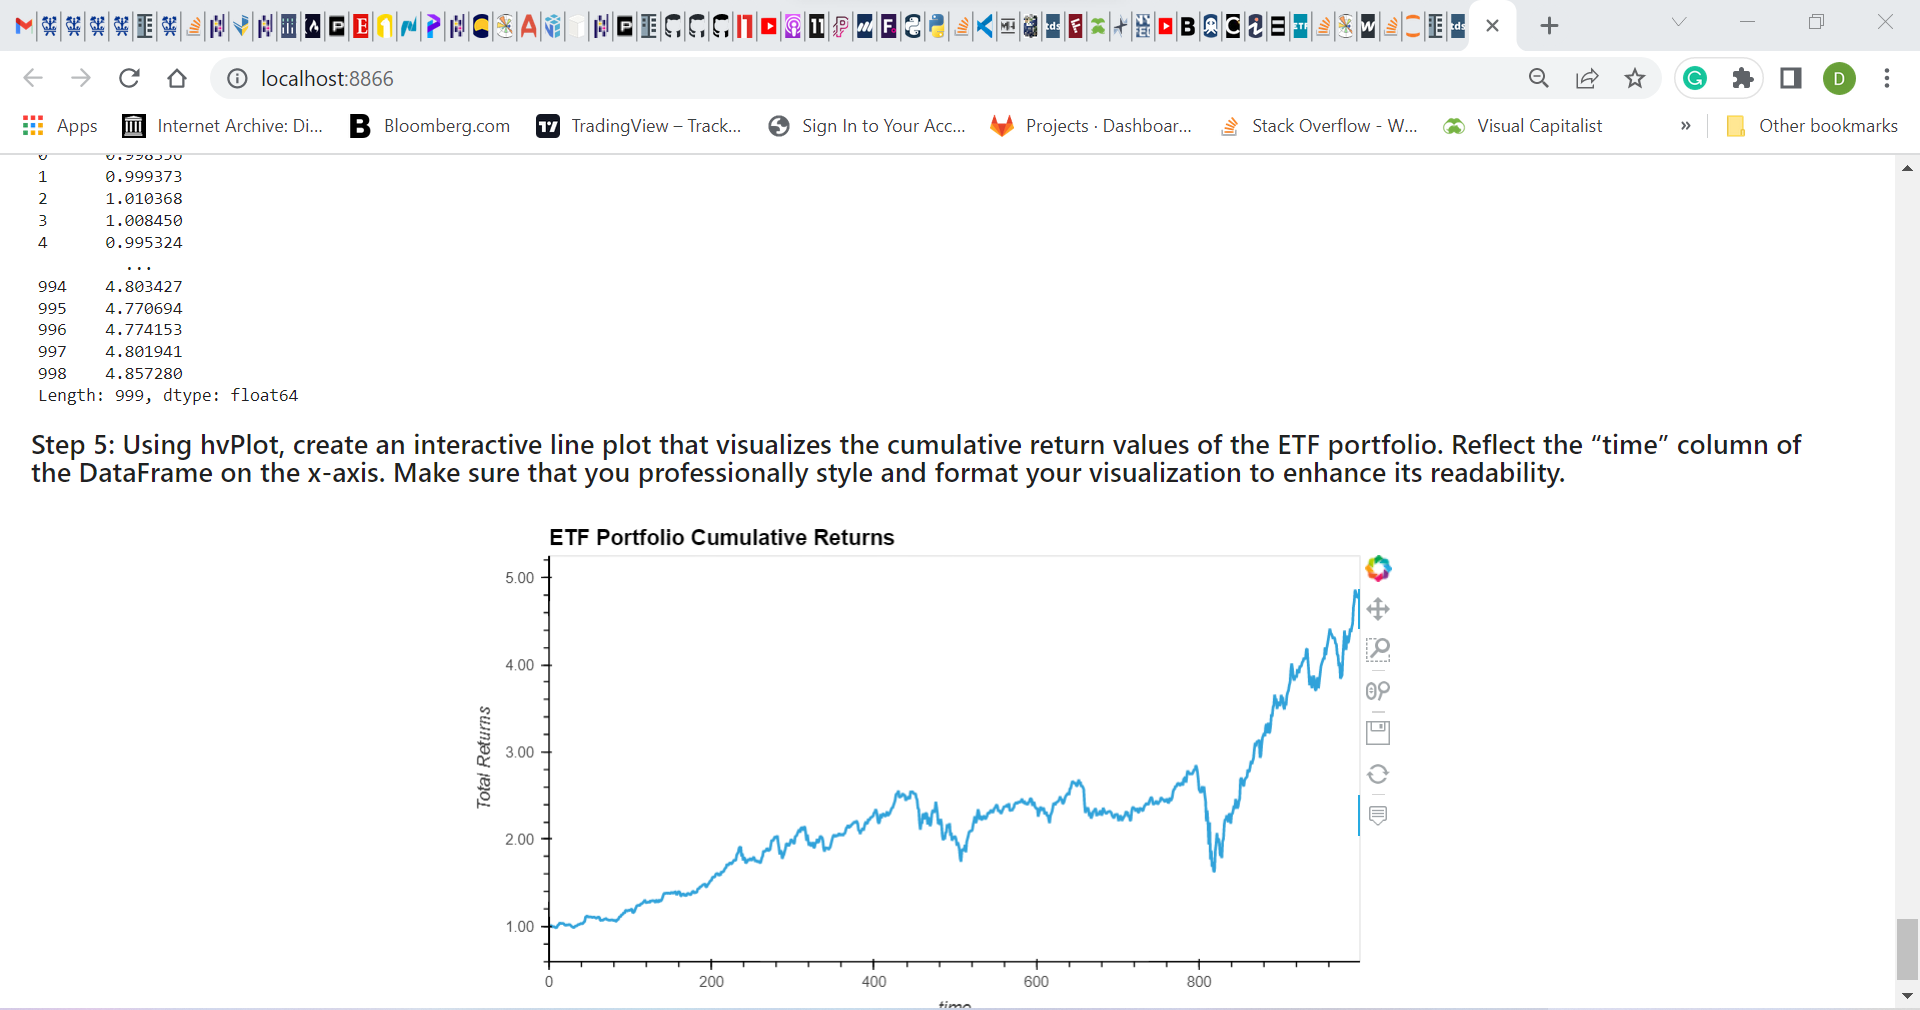 localhost:8866
Apps
Internet Archive: Di...
Bloomberg.com
TradingView – Track...
Sign In to Your Acc...
Projects · Dashboar...
Stack Overflow - W...
Visual Capitalist
»
Other bookmarks
0 0.998356
1 0.999373
2 1.010368
3 1.008450
4 0.995324
...
994 4.803427
995 4.770694
996 4.774153
997 4.801941
998 4.857280
Length: 999, dtype: float64
Step 5: Using hvPlot, create an interactive line plot that visualizes the cumulative return values of the ETF portfolio. Reflect the “time” column of
the DataFrame on the x-axis. Make sure that you professionally style and format your visualization to enhance its readability.
ETF Portfolio Cumulative Returns
5.00
4.00
3.00
2.00
1.00
Total Returns
0 200 400 600 800
time